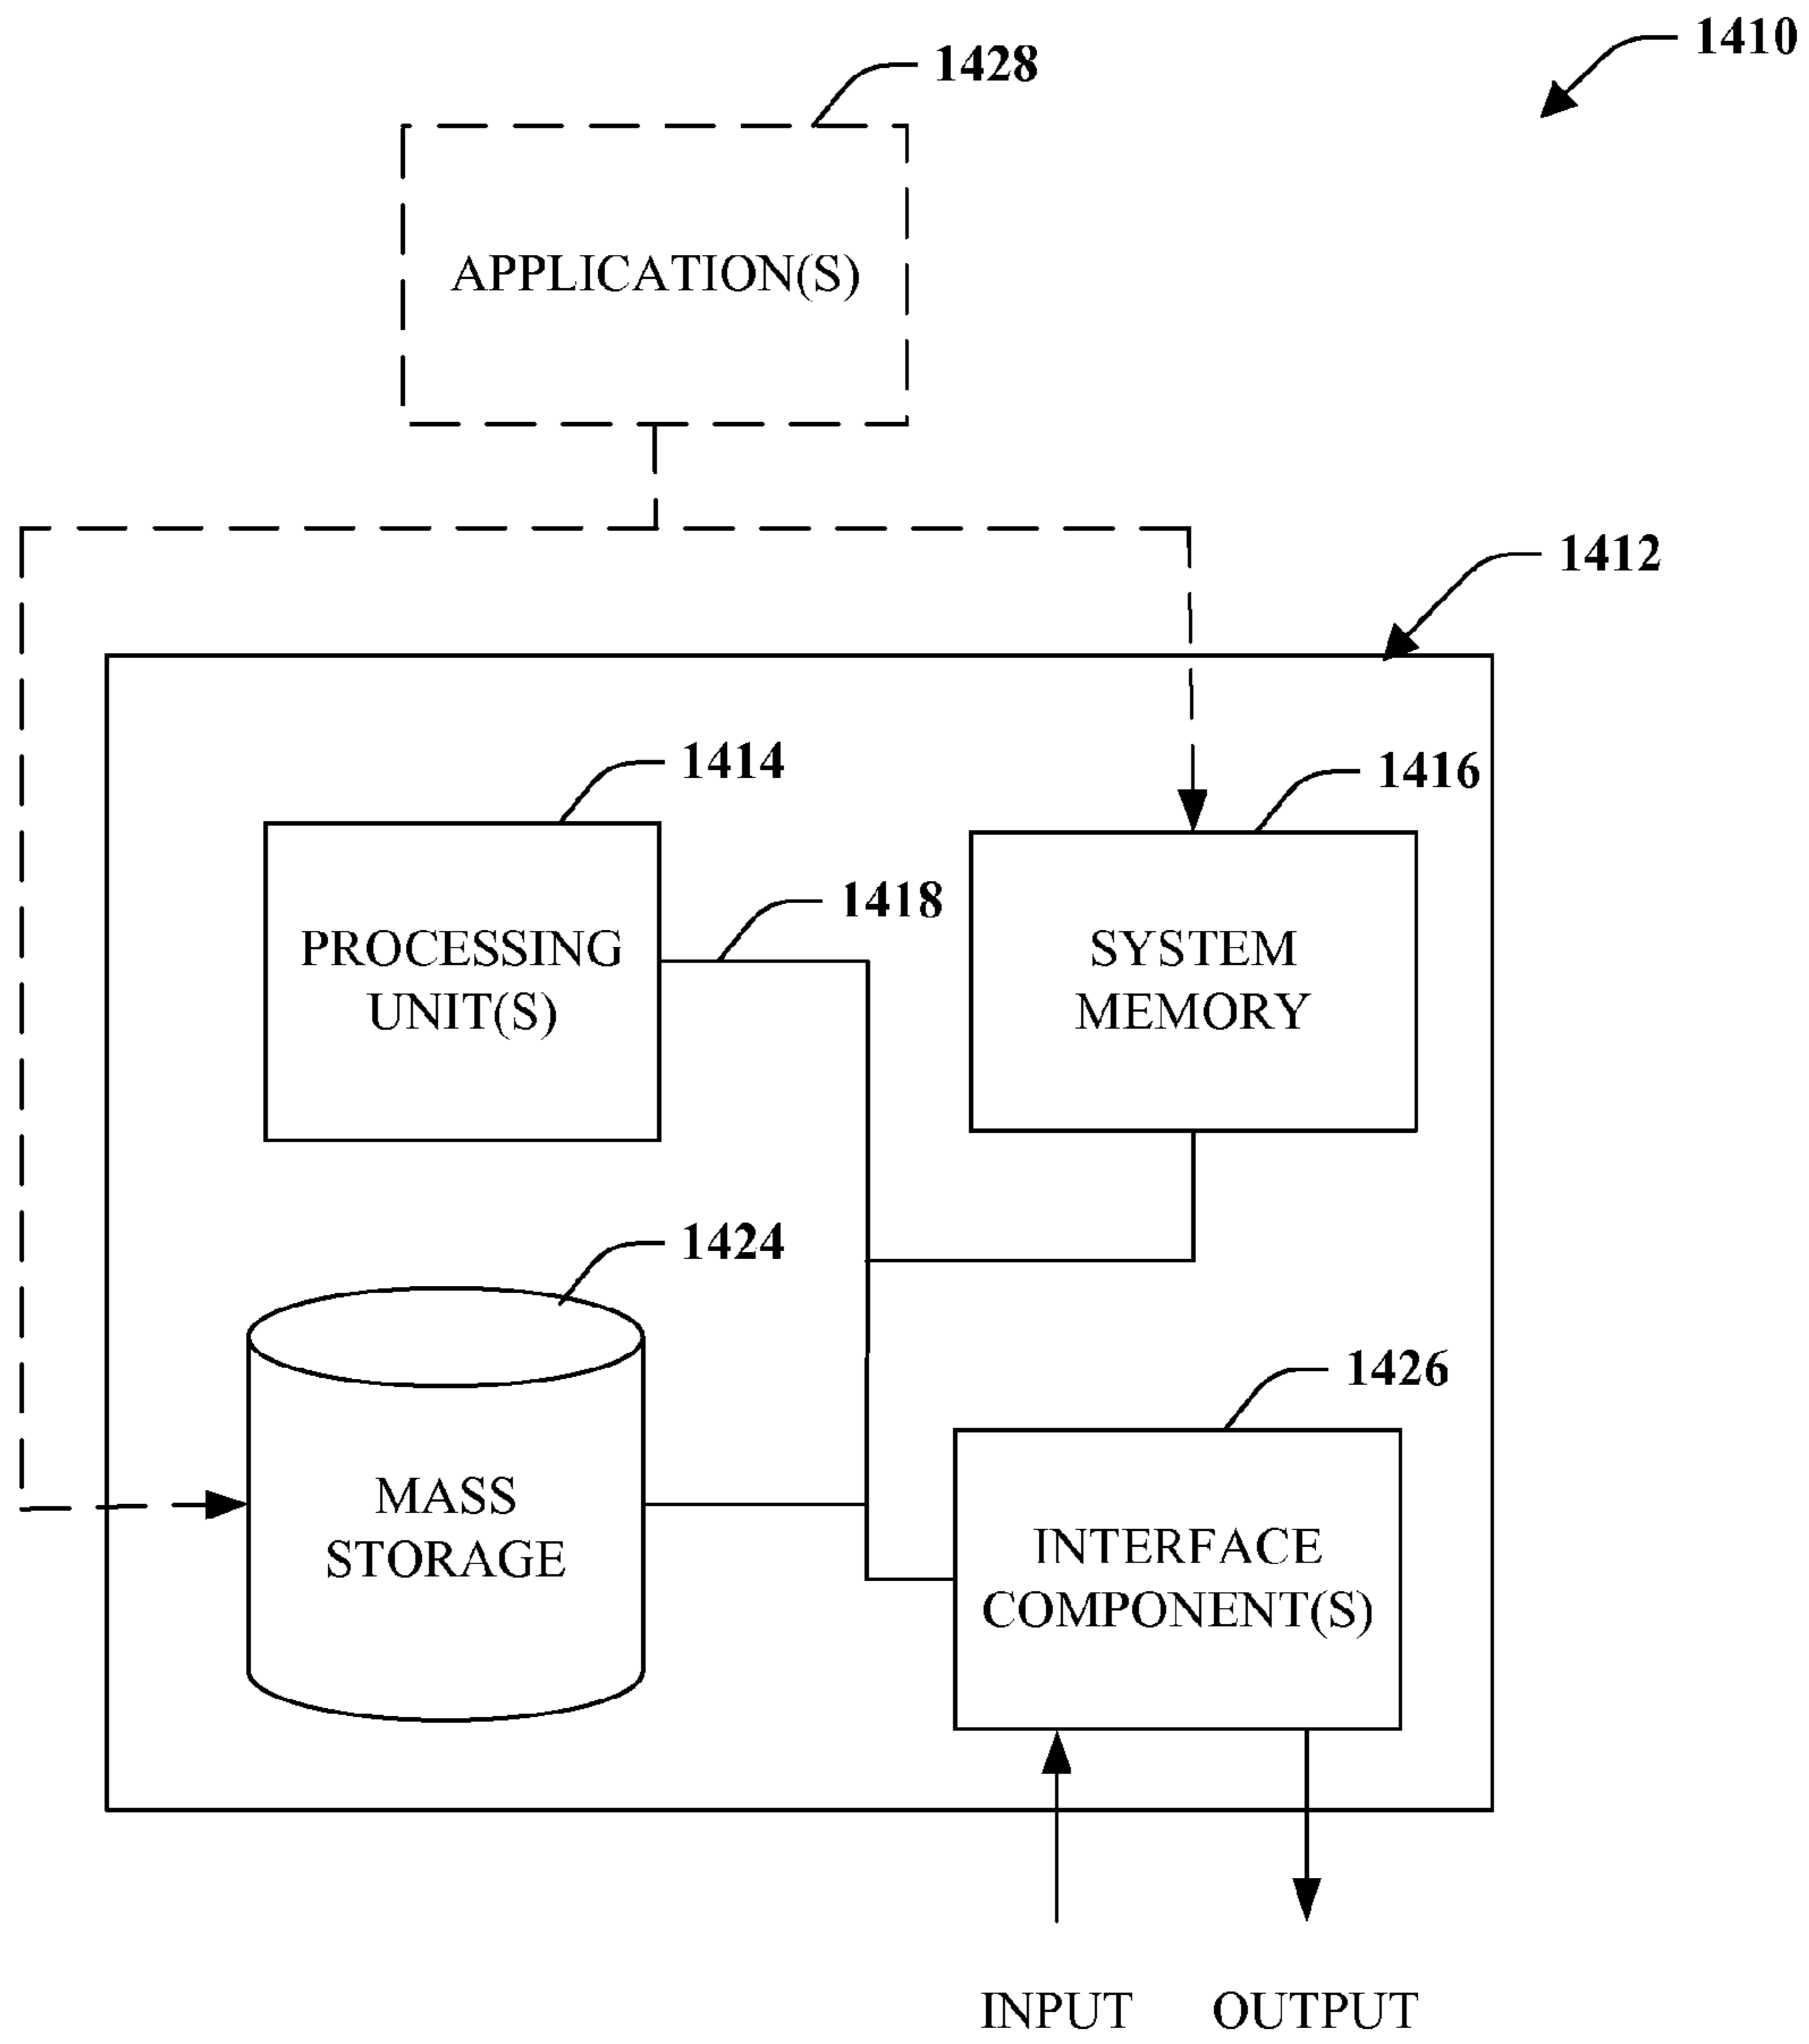 1410
1428
APPLICATION(S)
1412
1414
1416
1418
PROCESSING
UNIT(S)
SYSTEM
MEMORY
1424
1426
MASS
STORAGE
INTERFACE
COMPONENT(S)
INPUT
OUTPUT